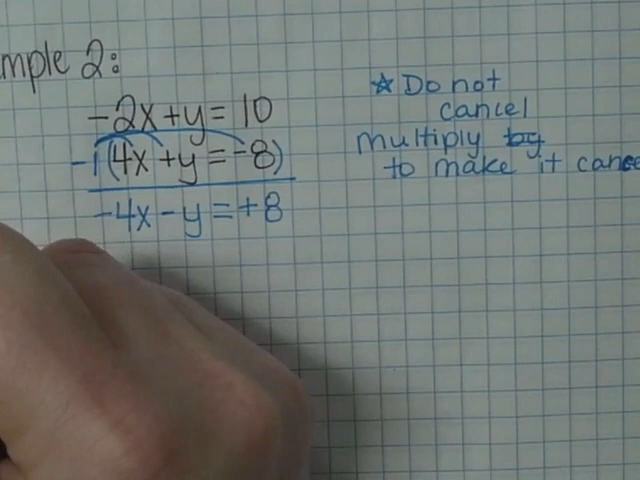 mple 2:
-2x+y=10
-1(4x+y=-8)
-4x-y=+8
☆ Do not
cancel
multiply by
to make it cance